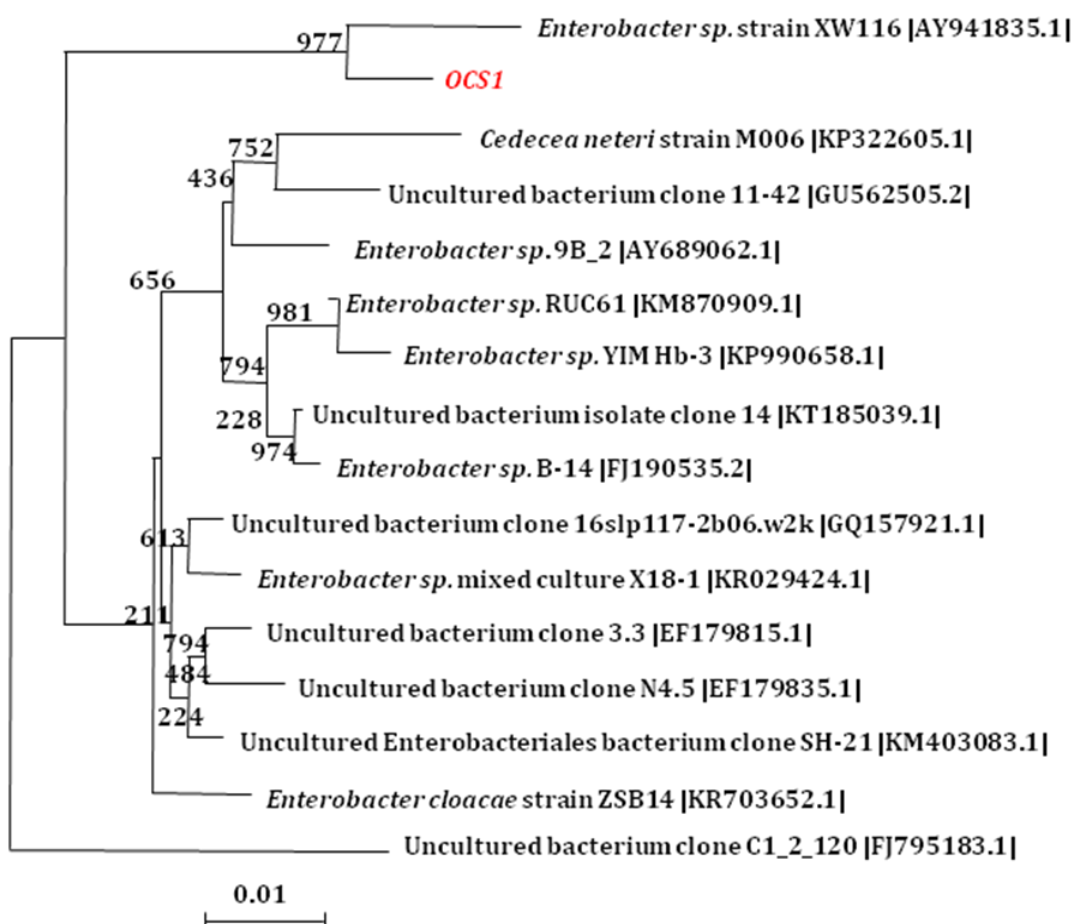 Enterobacter sp. strain XW116 |AY941835.1|
977
OCS1
Cedecea neteri strain M006 |KP322605.1|
752
436
Uncultured bacterium clone 11-42 |GU562505.2|
Enterobacter sp.9B_2 |AY689062.1|
656
981
Enterobacter sp. RUC61 |KM870909.1|
Enterobacter sp. YIM Hb-3 |KP990658.1|
794
228
Uncultured bacterium isolate clone 14 |KT185039.1|
974
Enterobacter sp. B-14 |FJ190535.2|
Uncultured bacterium clone 16slp117-2b06.w2k |GQ157921.1|
613
Enterobacter sp. mixed culture X18-1 |KR029424.1|
211
Uncultured bacterium clone 3.3 |EF179815.1|
794
484
Uncultured bacterium clone N4.5 |EF179835.1|
224
Uncultured Enterobacteriales bacterium clone SH-21 |KM403083.1|
Enterobacter cloacae strain ZSB14 |KR703652.1|
Uncultured bacterium clone C1_2_120 |FJ795183.1|
0.01